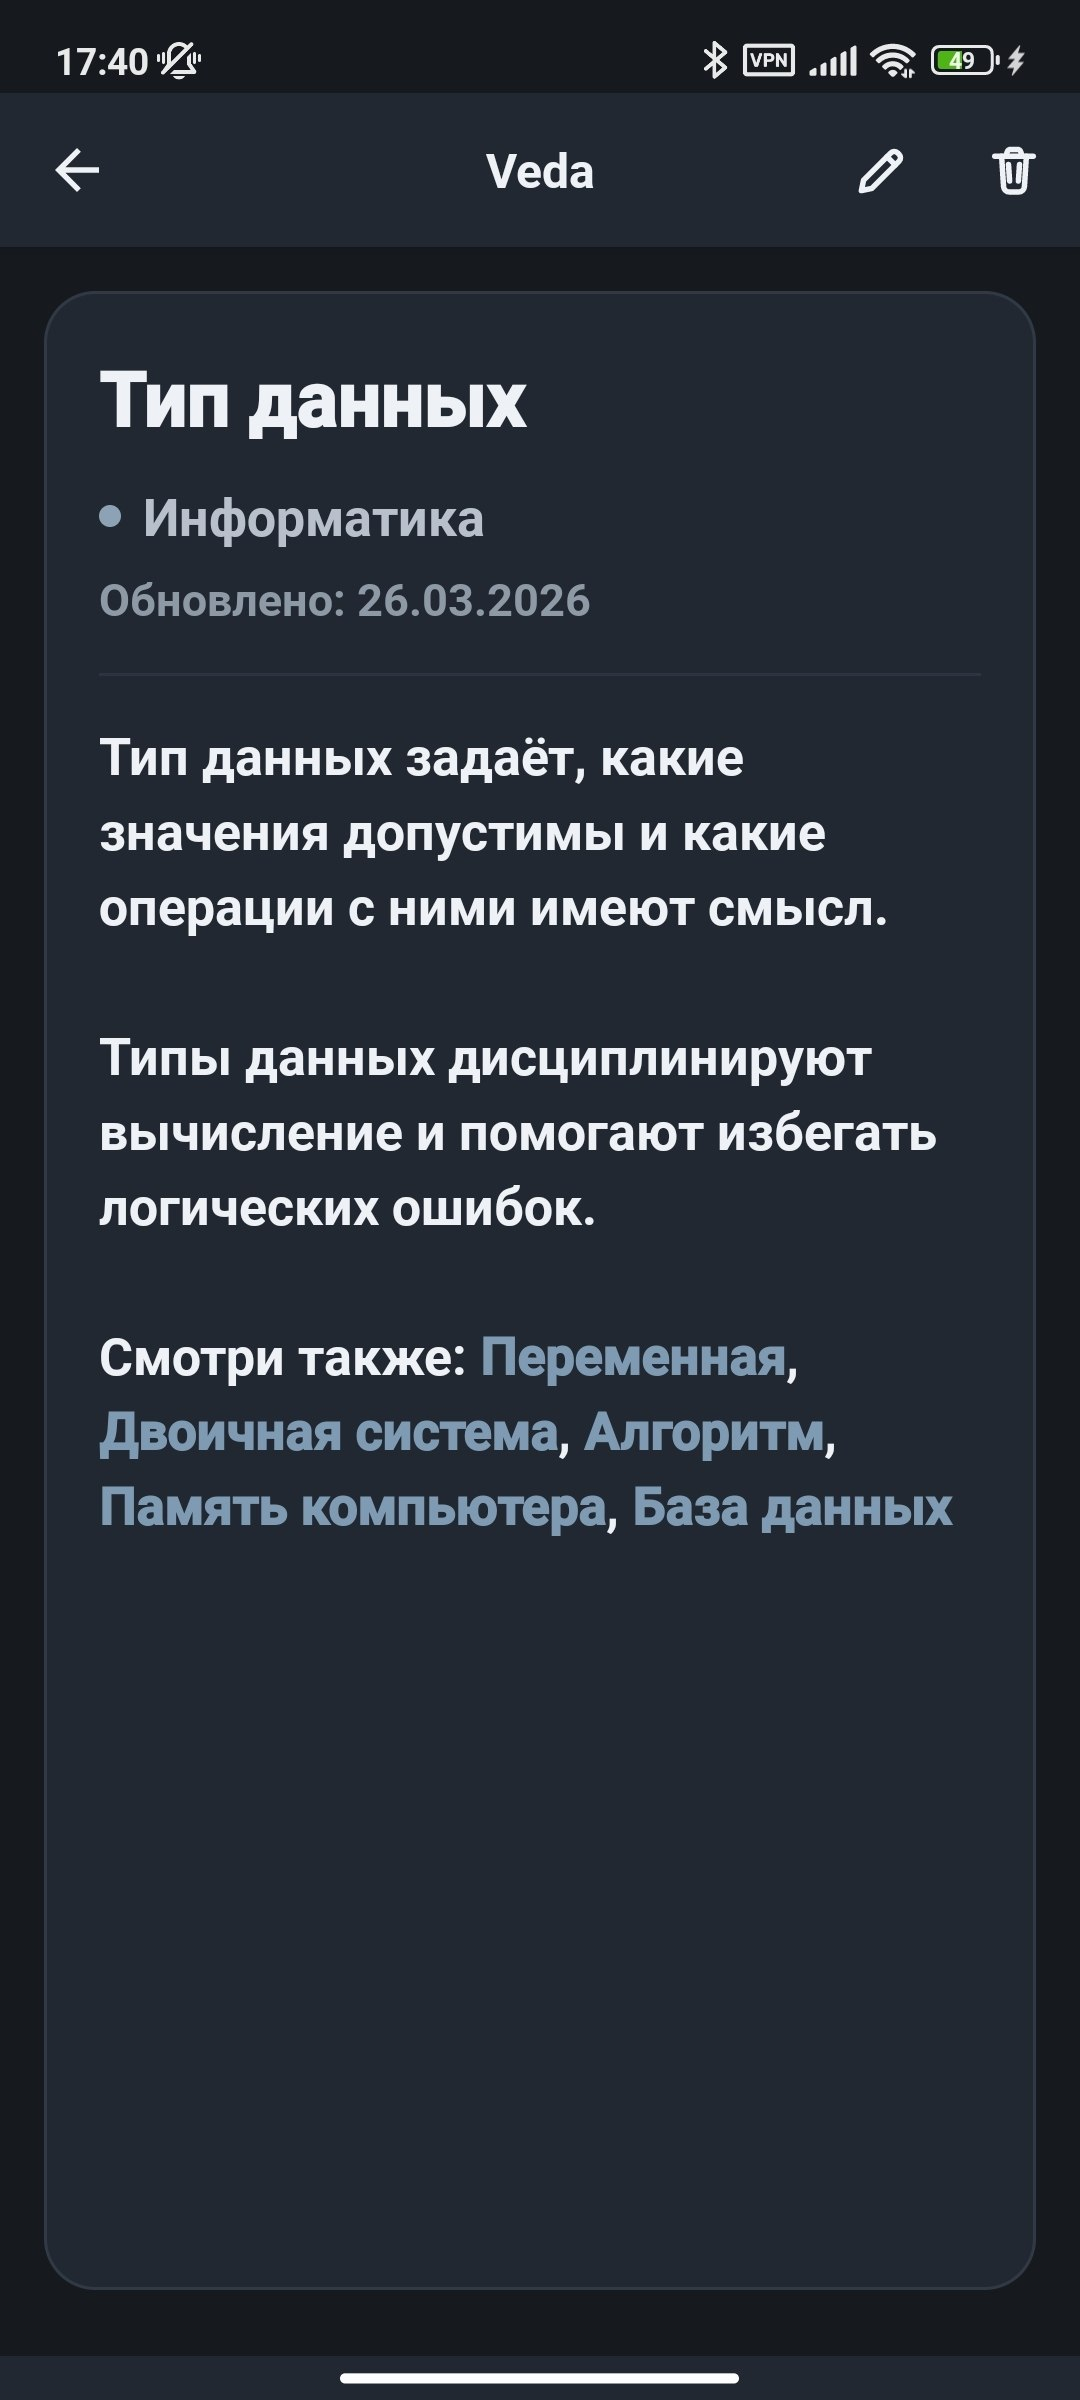 17:40
VPN
49
Veda
Тип данных
Информатика
Обновлено: 26.03.2026
Тип данных задаёт, какие
значения допустимы и какие
операции с ними имеют смысл.
Типы данных дисциплинируют
вычисление и помогают избегать
логических ошибок.
Смотри также: Переменная,
Двоичная система, Алгоритм,
Память компьютера, База данных